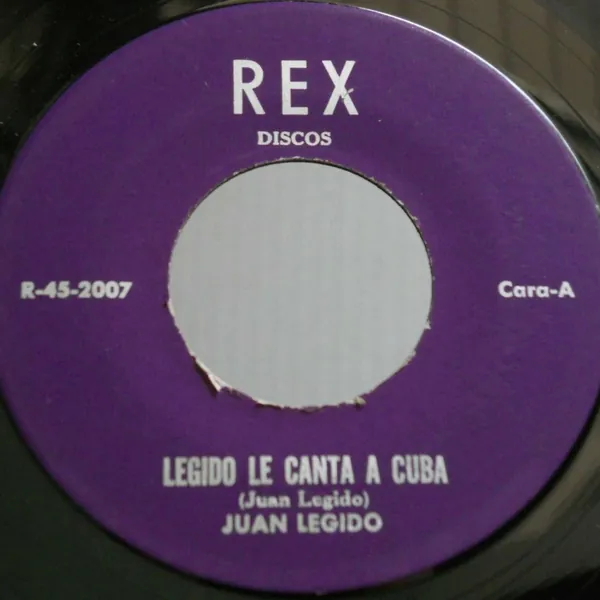 REX
DISCOS
R-45-2007
Cara-A
LEGIDO LE CANTA A CUBA
(Juan Legido)
JUAN LEGIDO